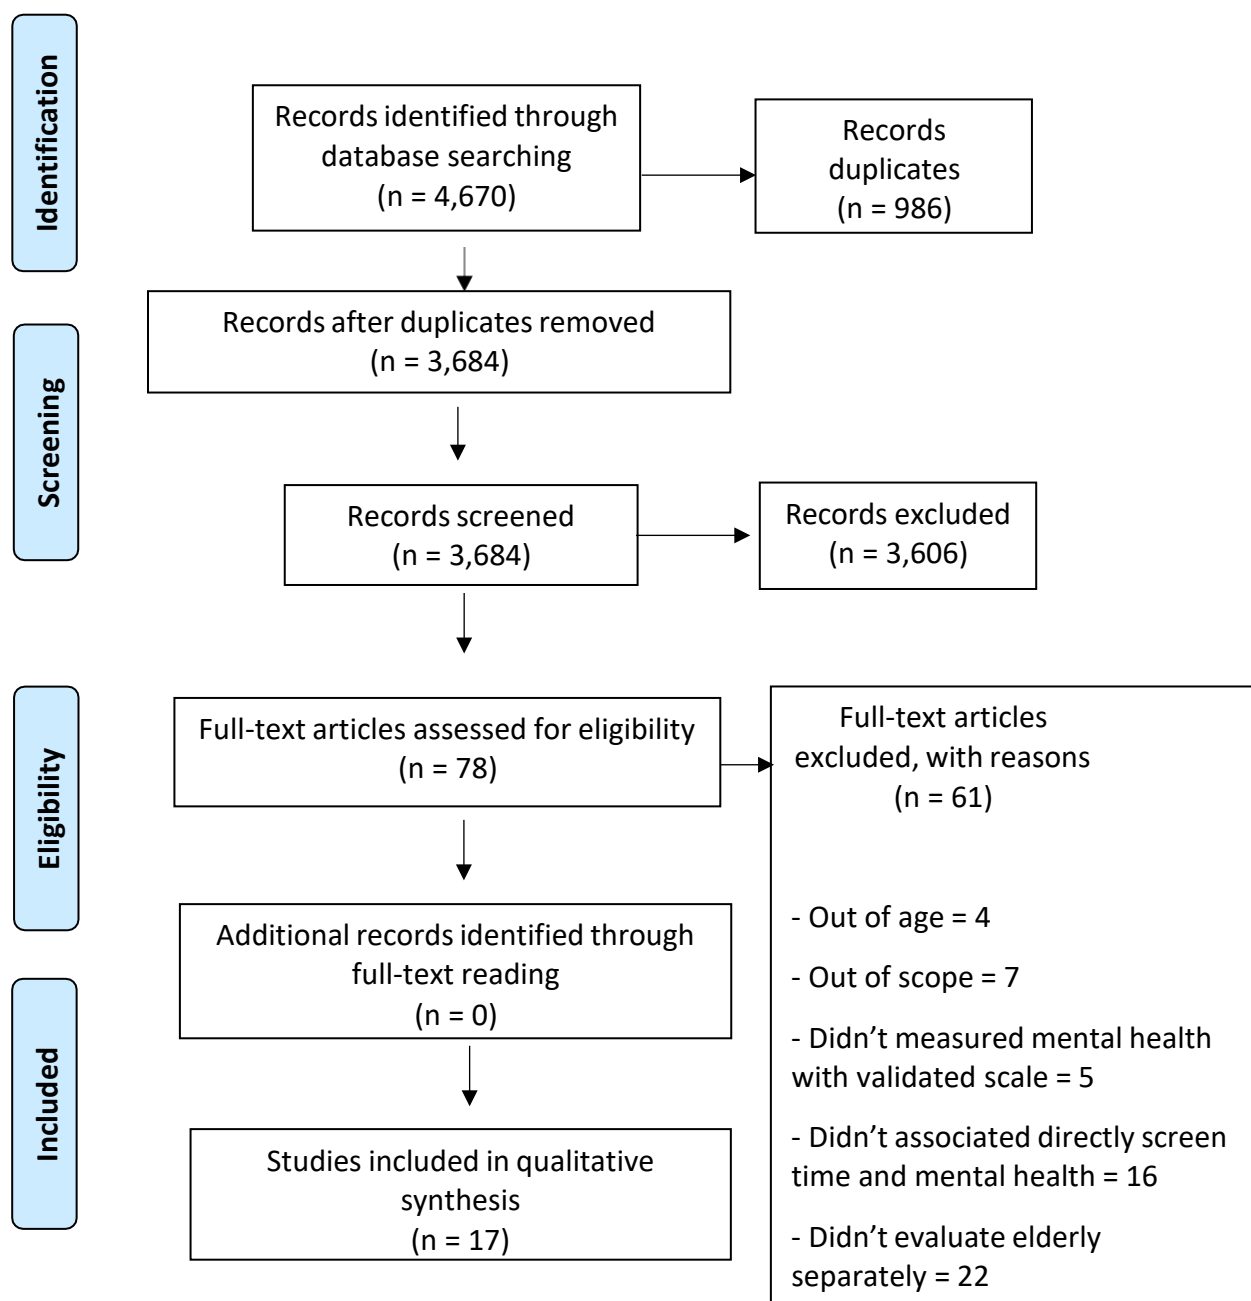 Identification
Records identified through
database searching
(n = 4,670)
Records
duplicates
(n = 986)
Records after duplicates removed
(n = 3,684)
Screening
Records screened
(n = 3,684)
Records excluded
(n = 3,606)
Eligibility
Full-text articles assessed for eligibility
(n = 78)
Full-text articles
excluded, with reasons
(n = 61)
- Out of age = 4
- Out of scope = 7
- Didn’t measured mental health
with validated scale = 5
- Didn’t associated directly screen
time and mental health = 16
- Didn’t evaluate elderly
separately = 22
Additional records identified through
full-text reading
(n = 0)
Included
Studies included in qualitative
synthesis
(n = 17)